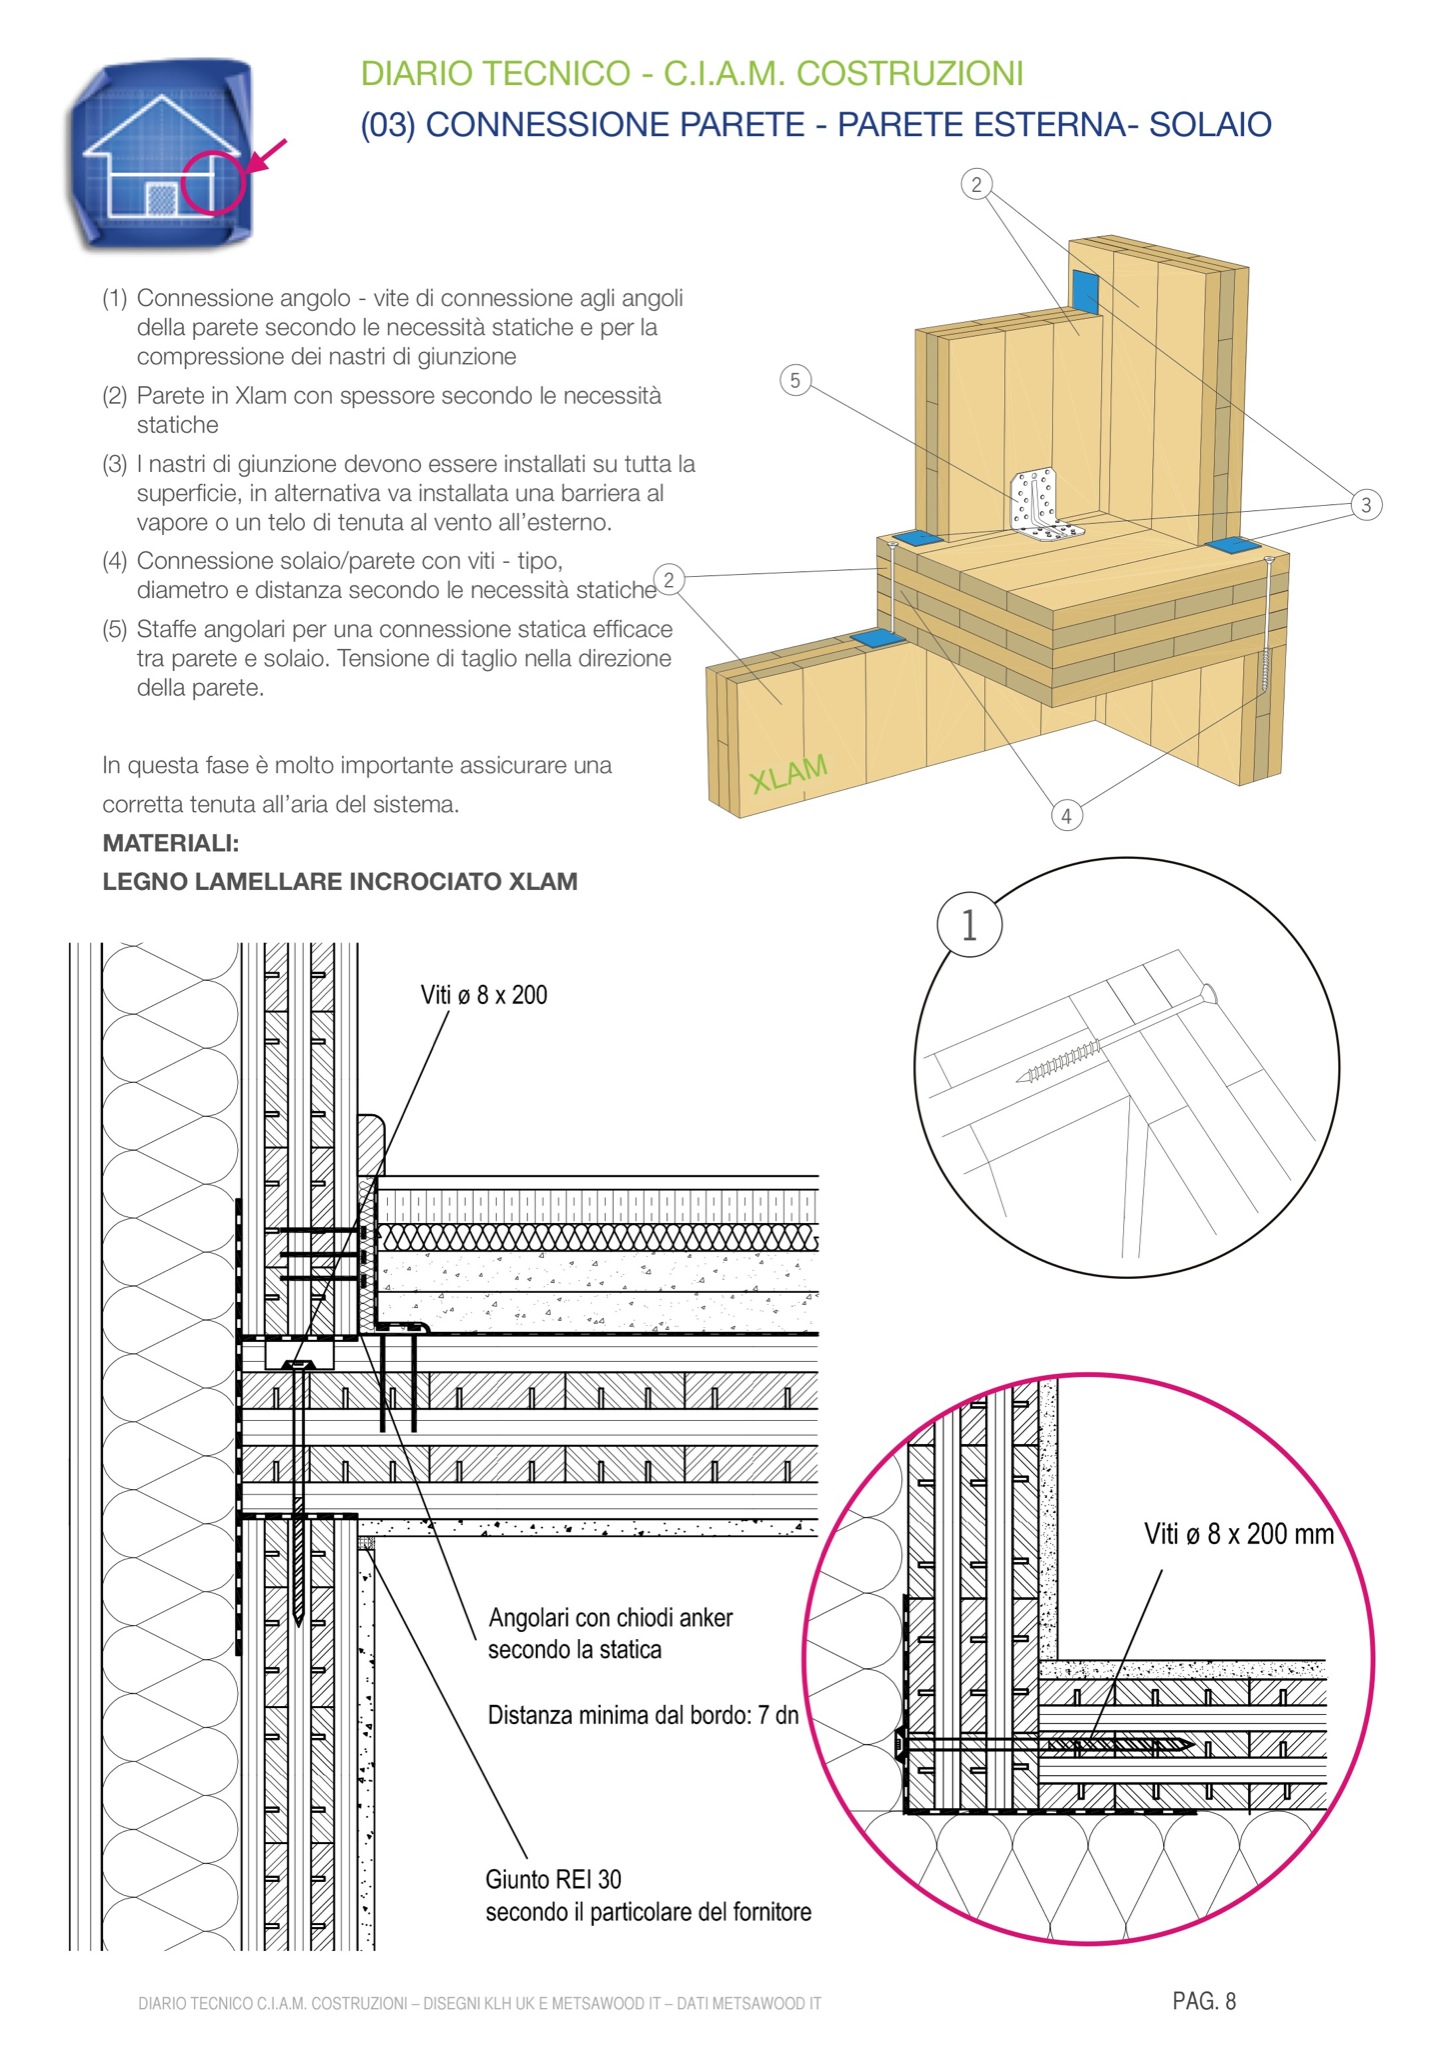 DIARIO TECNICO - C.I.A.M. COSTRUZIONI
(03) CONNESSIONE PARETE - PARETE ESTERNA- SOLAIO
(1) Connessione angolo - vite di connessione agli angoli
della parete secondo le necessità statiche e per la
compressione dei nastri di giunzione
(2) Parete in Xlam con spessore secondo le necessità
statiche
(3) I nastri di giunzione devono essere installati su tutta la
superficie, in alternativa va installata una barriera al
vapore o un telo di tenuta al vento all'esterno.
(4) Connessione solaio/parete con viti - tipo,
diametro e distanza secondo le necessità statiche
(5) Staffe angolari per una connessione statica efficace
tra parete e solaio. Tensione di taglio nella direzione
della parete.
In questa fase è molto importante assicurare una
corretta tenuta all'aria del sistema.
MATERIALI:
LEGNO LAMELLARE INCROCIATO XLAM
2
5
3
2
XLAM
4
1
Viti ø 8 x 200
Angolari con chiodi anker
secondo la statica
Distanza minima dal bordo: 7 dn
Giunto REI 30
secondo il particolare del fornitore
Viti ø 8 x 200 mm
DIARIO TECNICO C.I.A.M. COSTRUZIONI – DISEGNI KLH UK E METSAWOOD IT – DATI METSAWOOD IT
PAG. 8